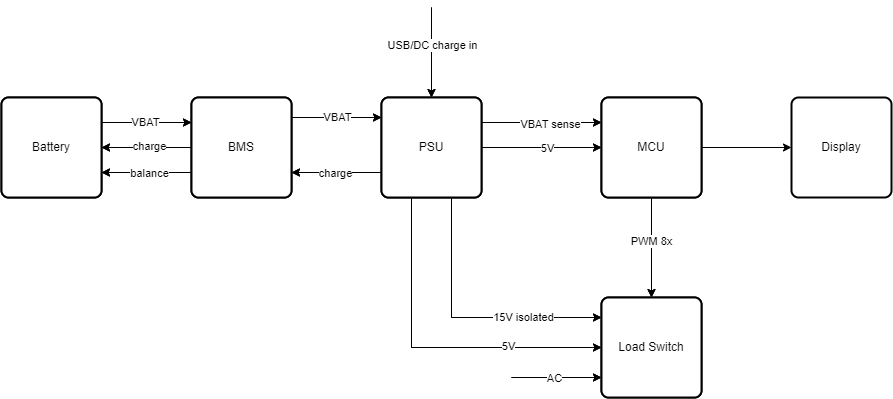 USB/DC charge in
Battery
VBAT
charge
balance
BMS
VBAT
charge
PSU
VBAT sense
5V
MCU
Display
PWM 8x
15V isolated
5V
AC
Load Switch